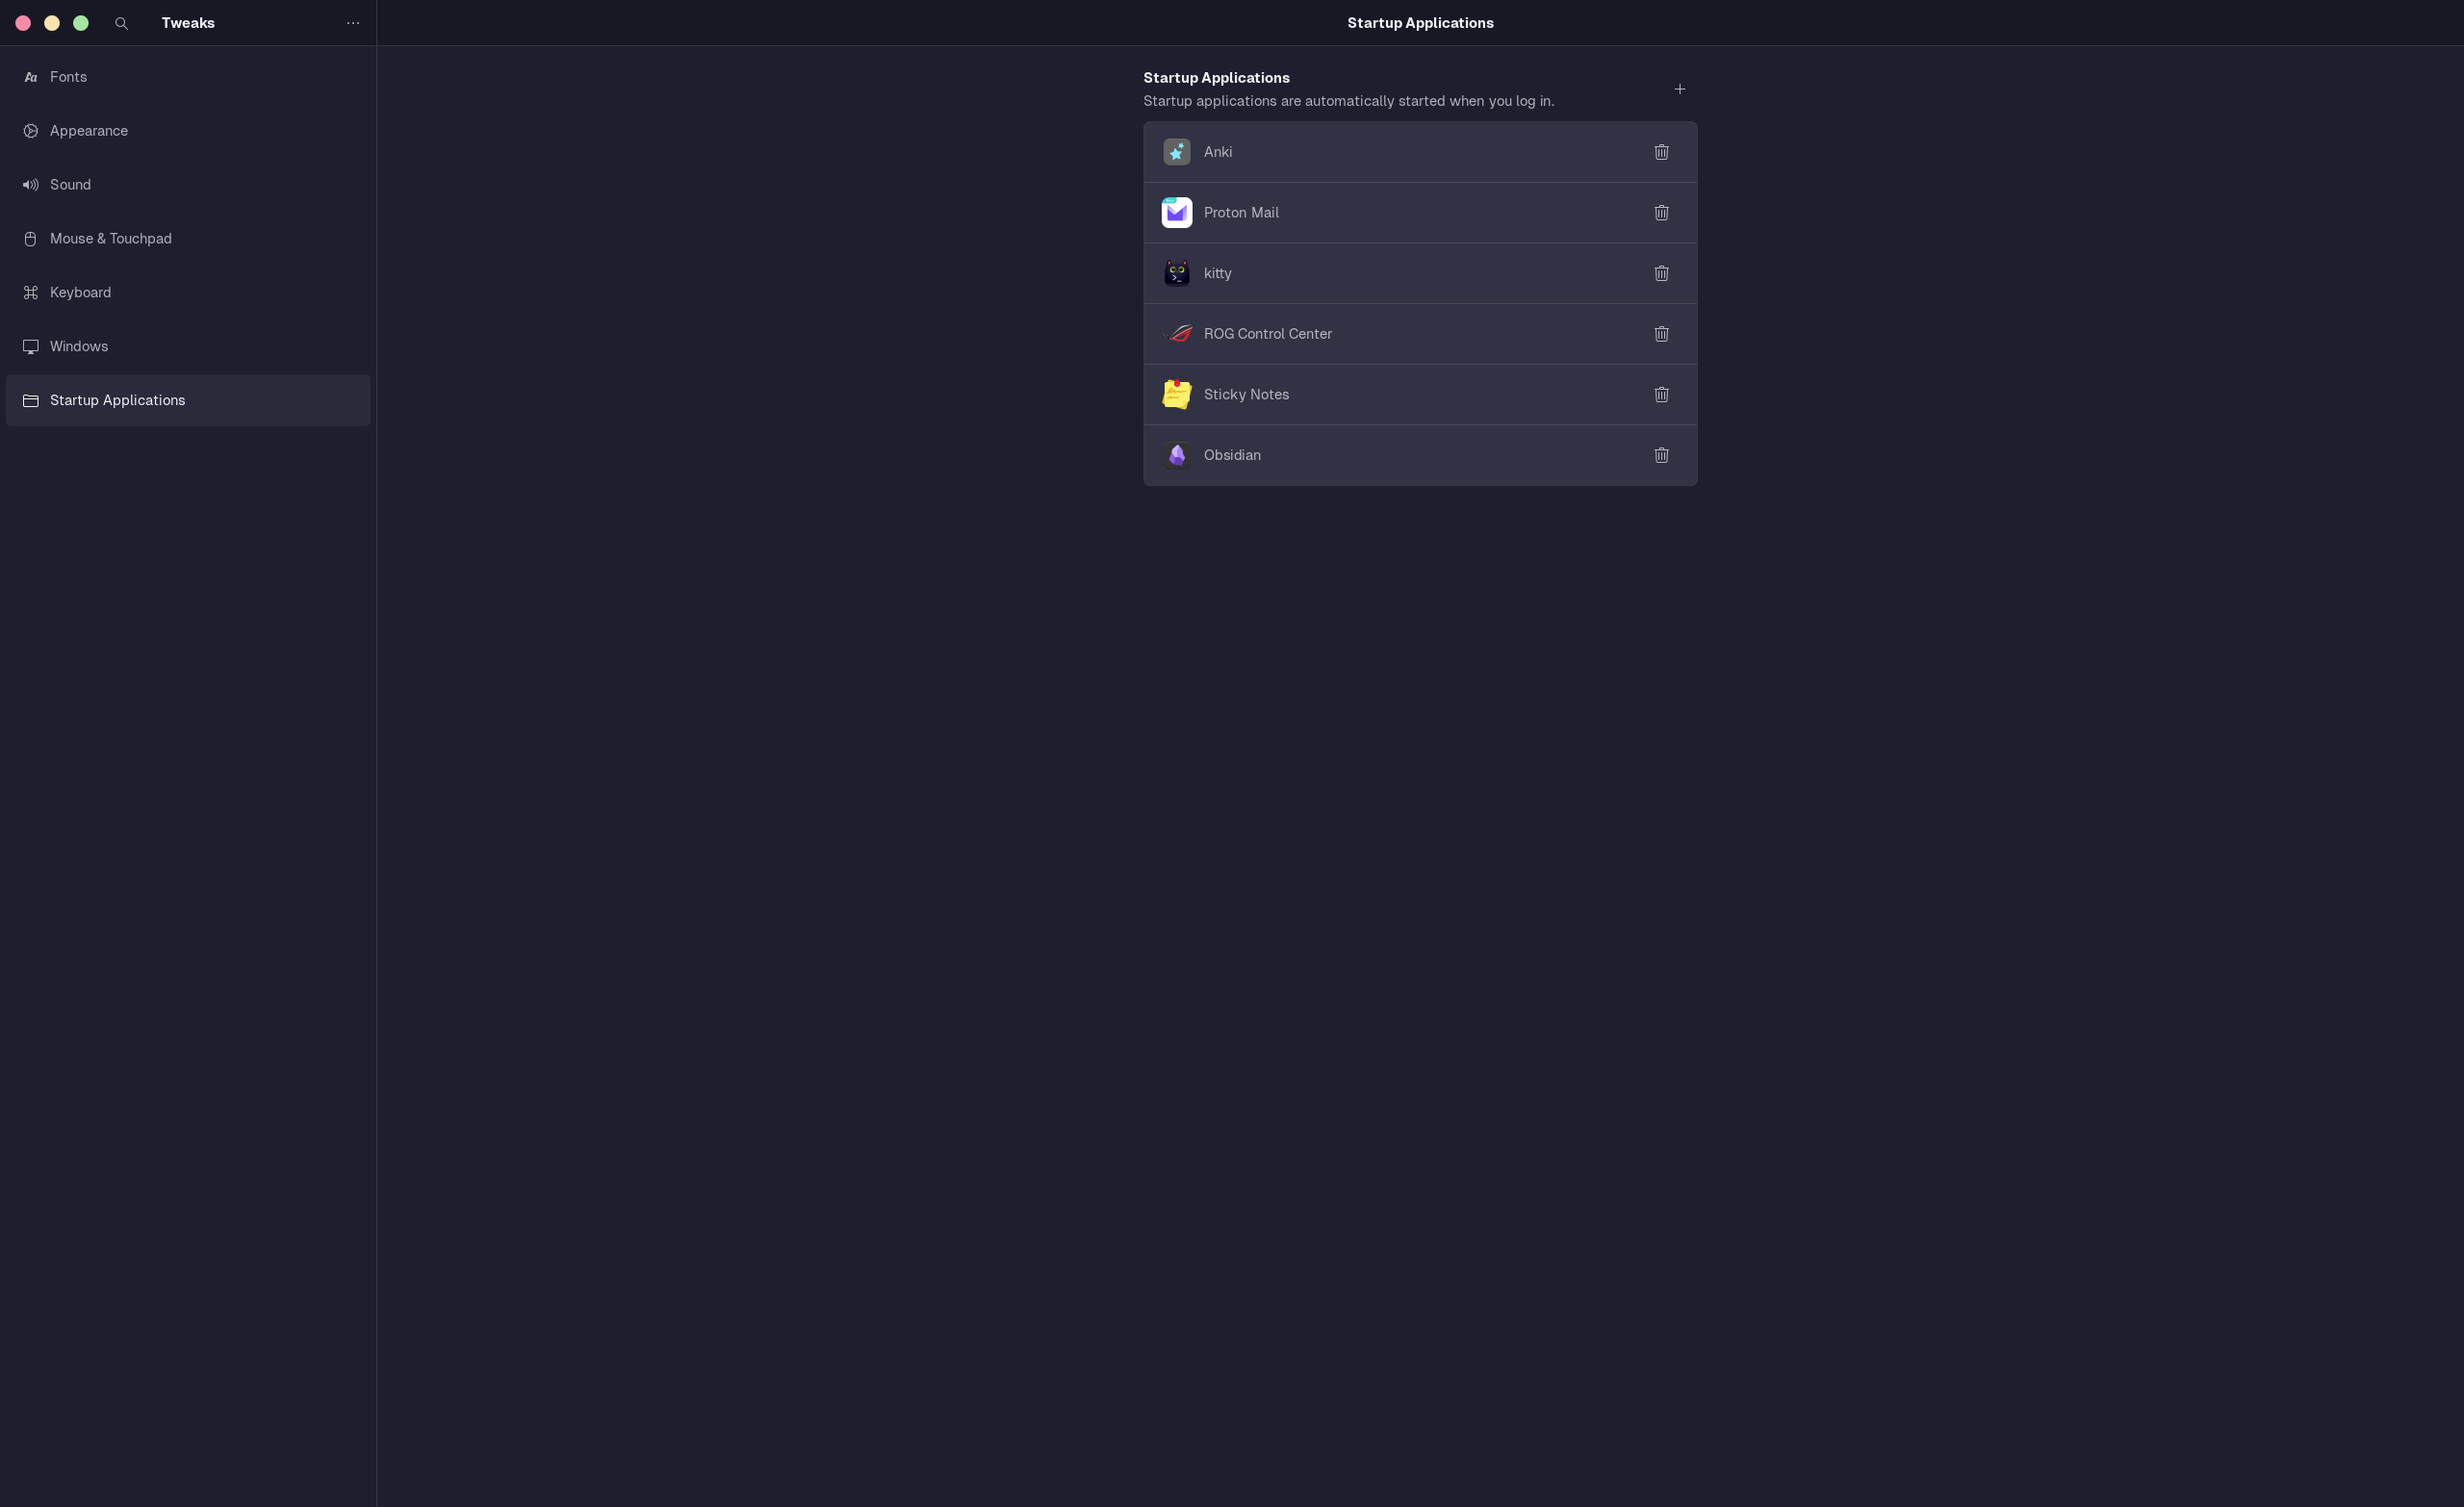 Tweaks
Fonts
Appearance
Sound
Mouse & Touchpad
Keyboard
Windows
Startup Applications
Startup Applications
Startup Applications
Startup applications are automatically started when you log in.
Anki
Proton Mail
kitty
ROG Control Center
Sticky Notes
Obsidian